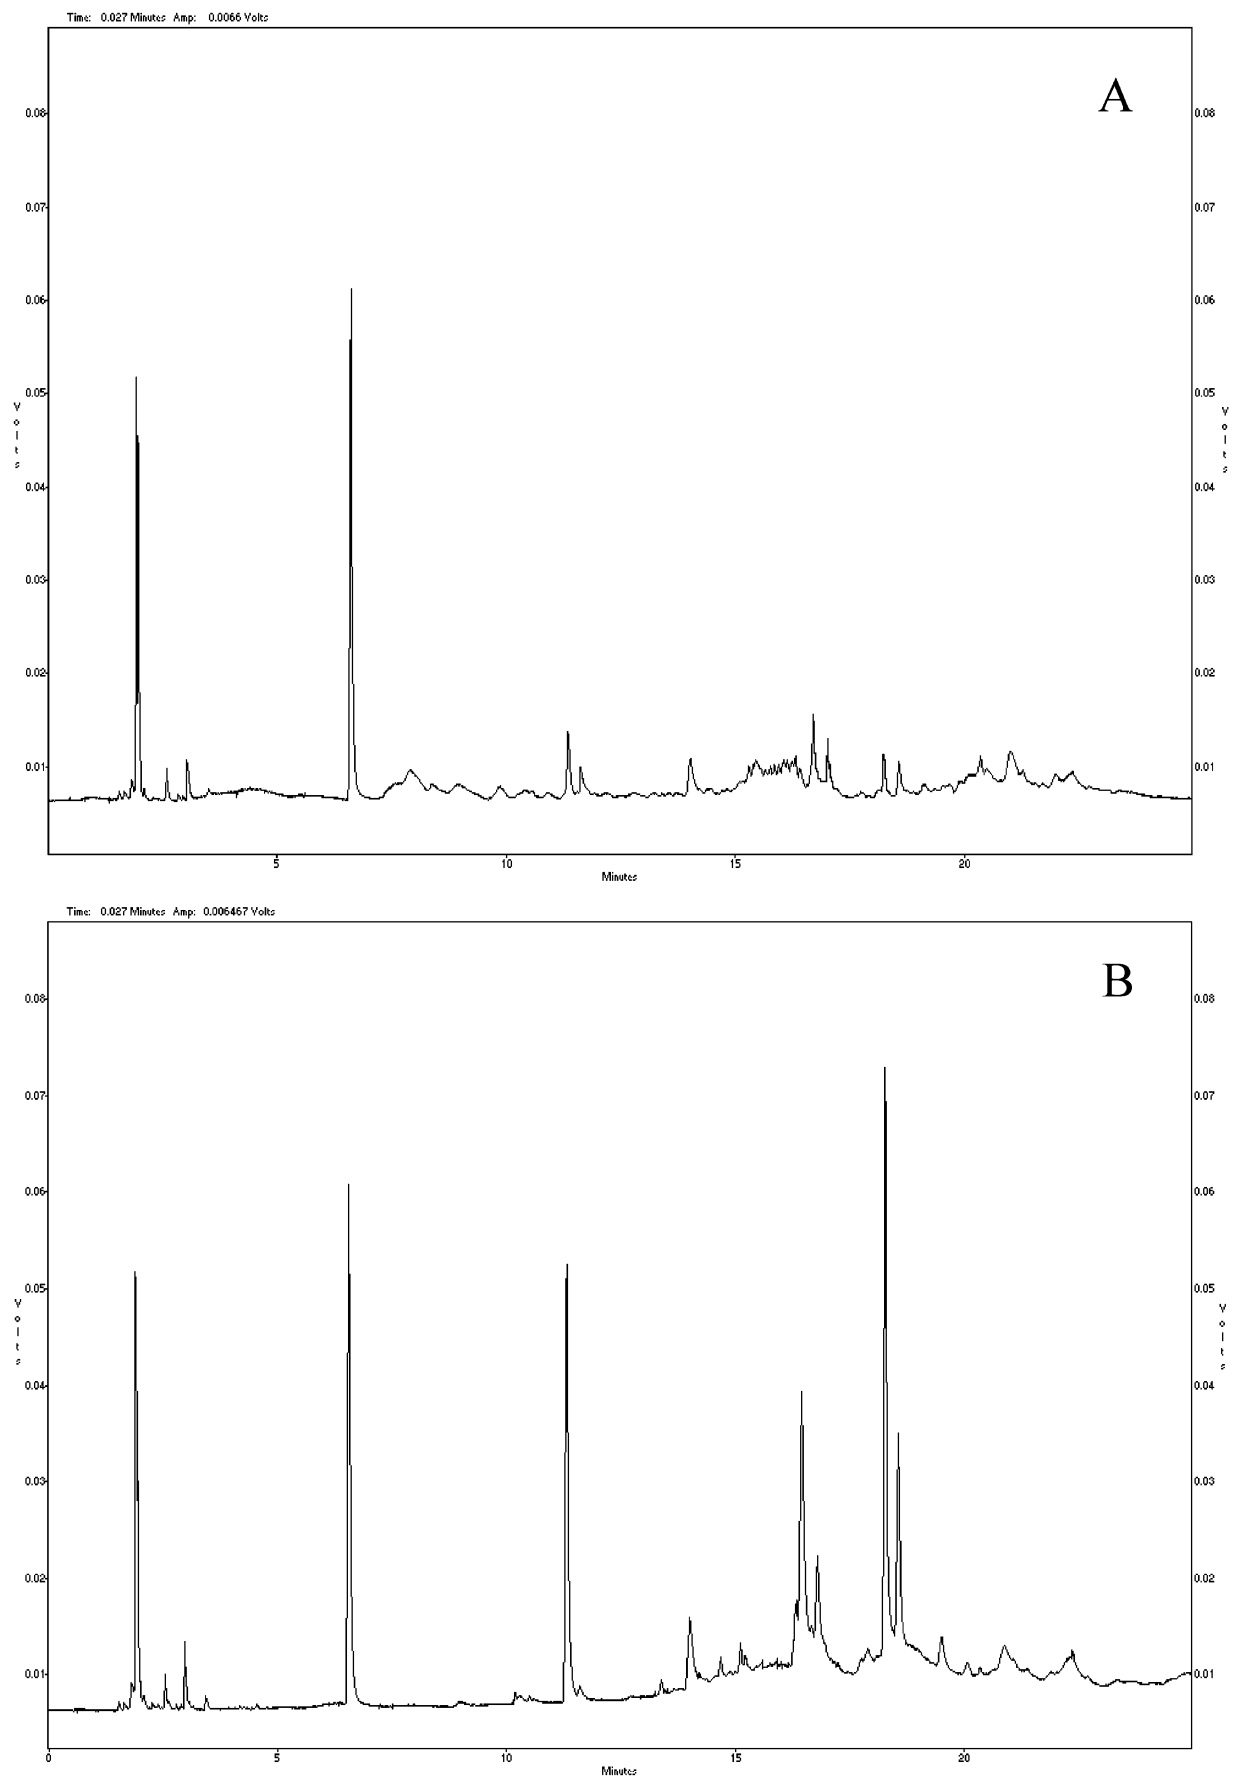 Time: 0.027 Minutes Amp: 0.0066 Volts
A
0.08 0.08
0.07 0.07
0.06 0.06
0.05 0.05
Volts Volts
0.04 0.04
0.03 0.03
0.02 0.02
0.01 0.01
5 10 15 20
Minutes
Time: 0.027 Minutes Amp: 0.006467 Volts
B
0.08 0.08
0.07 0.07
0.06 0.06
0.05 0.05
Volts Volts
0.04 0.04
0.03 0.03
0.02 0.02
0.01 0.01
0 5 10 15 20
Minutes